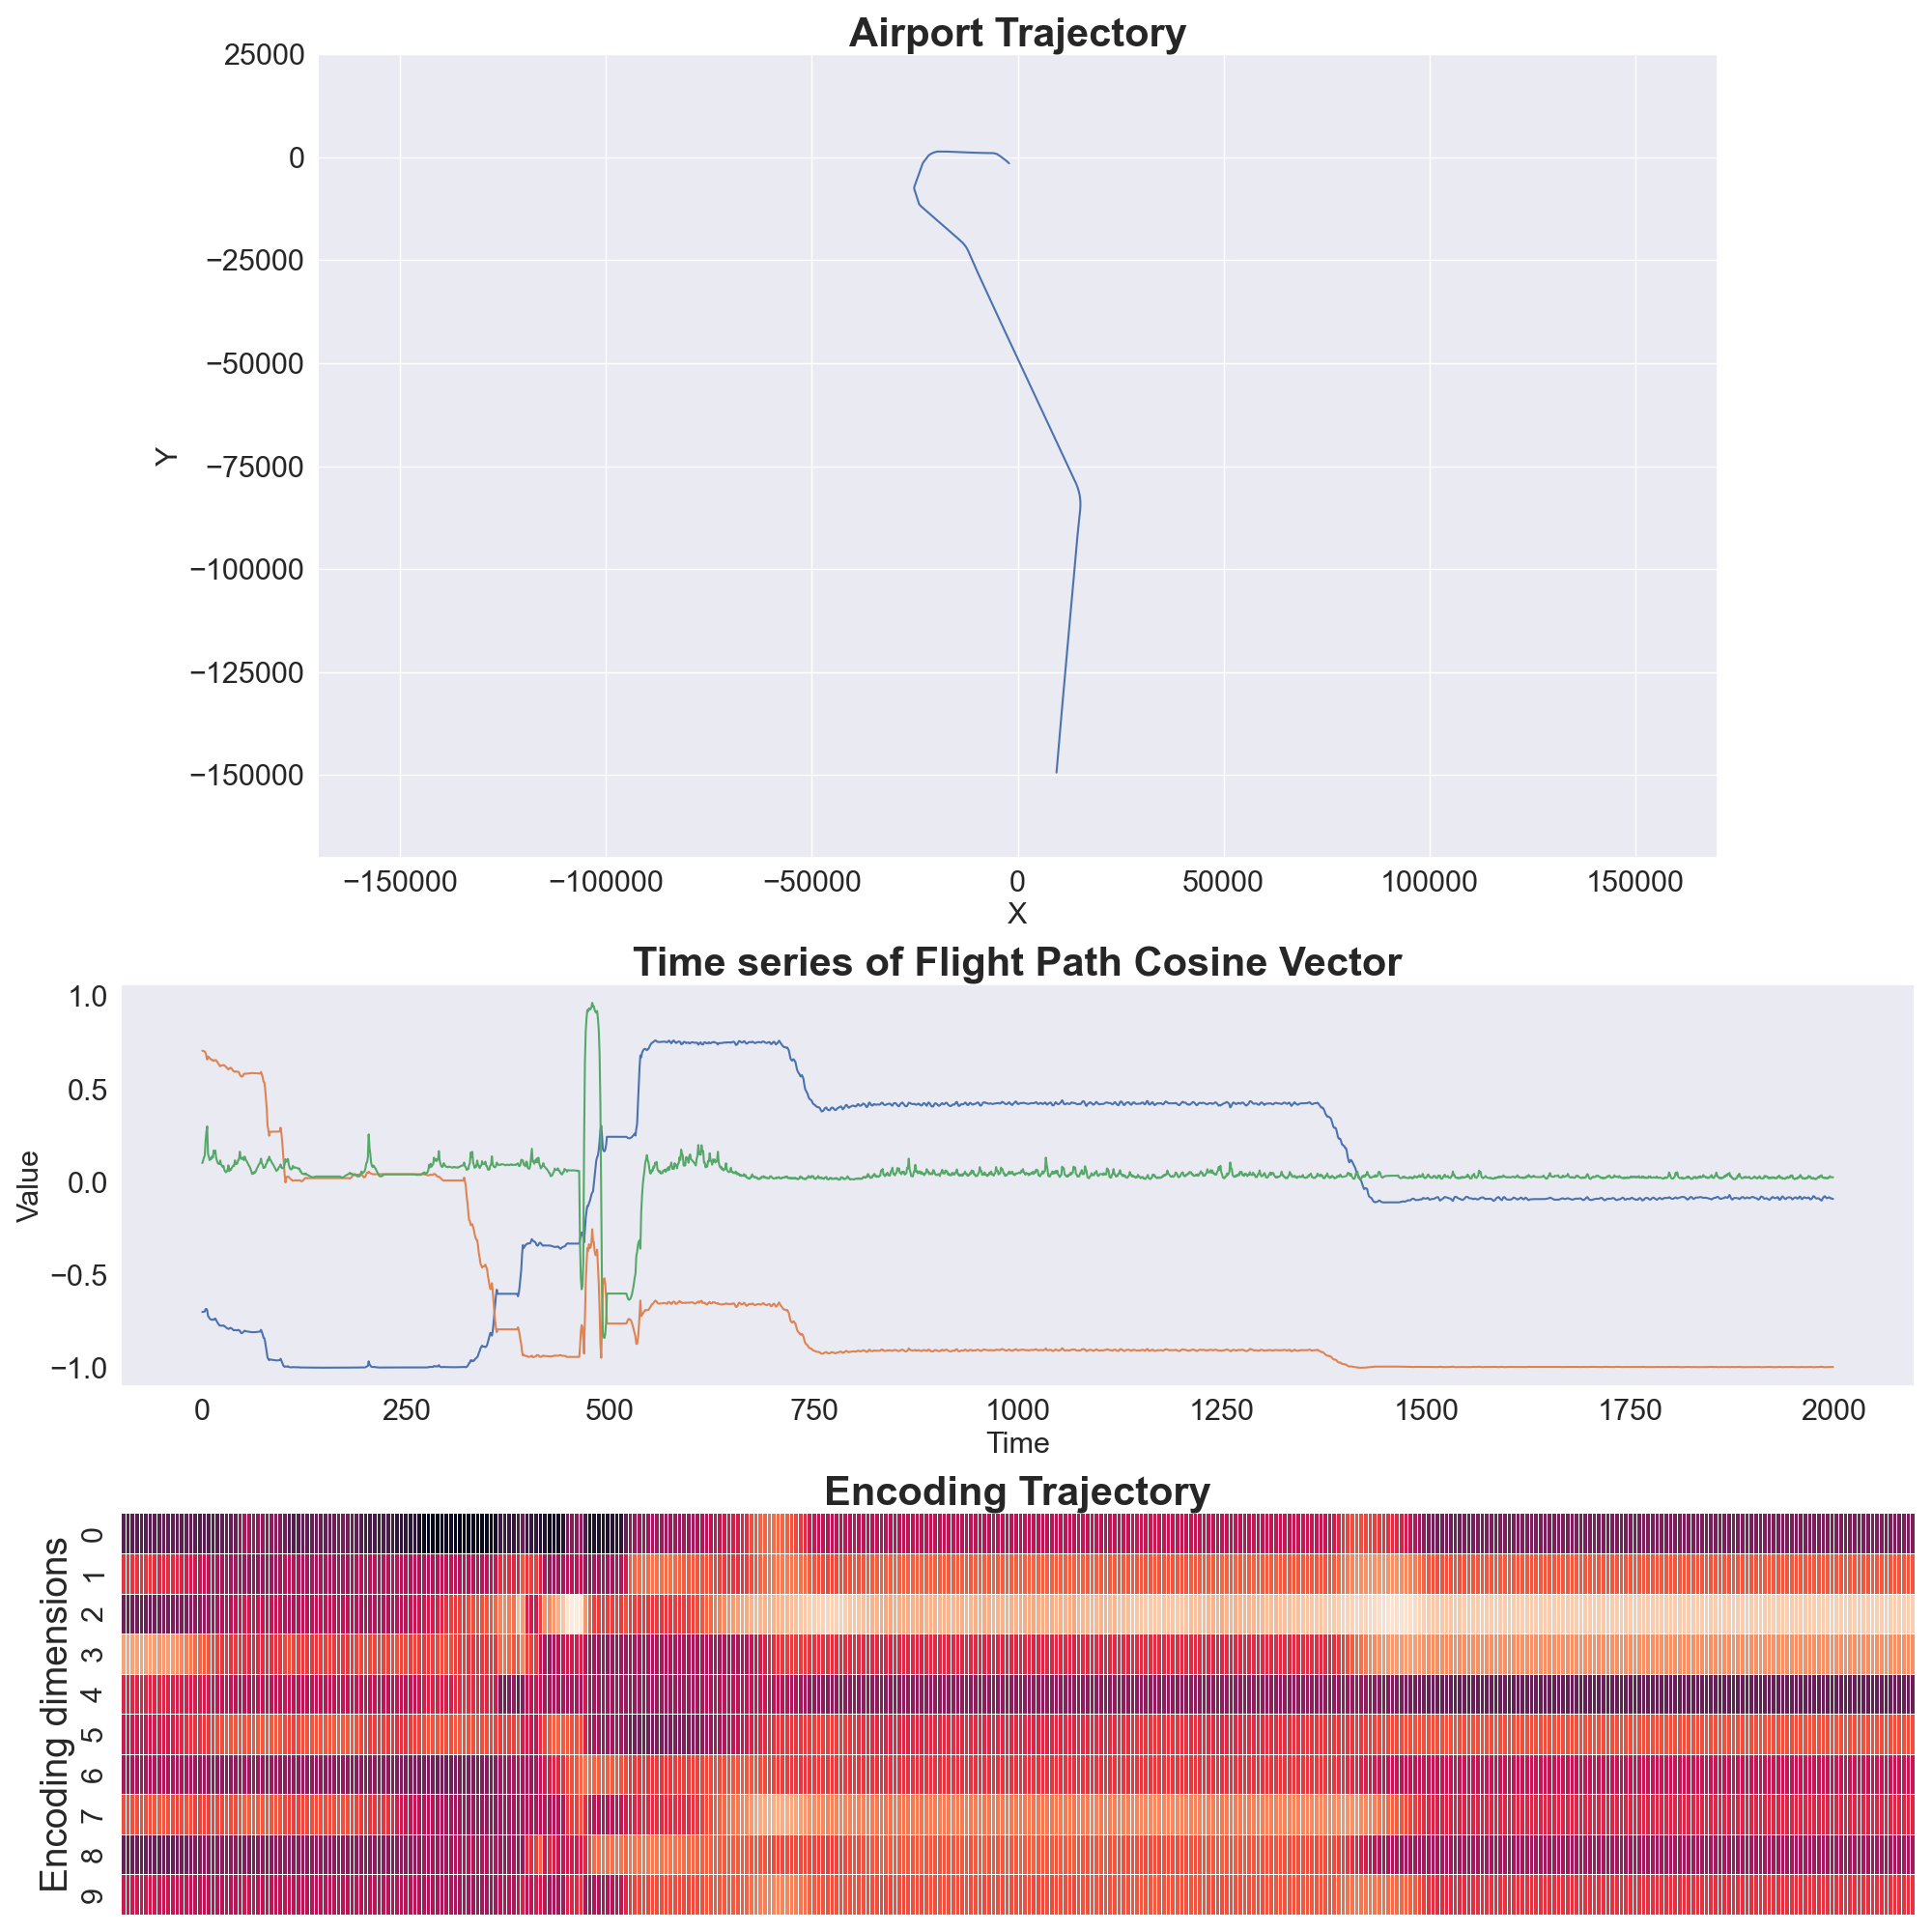 Airport Trajectory
25000
0
−25000
−50000
−75000
−100000
−125000
−150000
Y
−150000 −100000 −50000 0 50000 100000 150000
X
Time series of Flight Path Cosine Vector
1.0
0.5
0.0
−0.5
−1.0
Value
0 250 500 750 1000 1250 1500 1750 2000
Time
Encoding Trajectory
0
1
2
3
4
5
6
7
8
9
Encoding dimensions